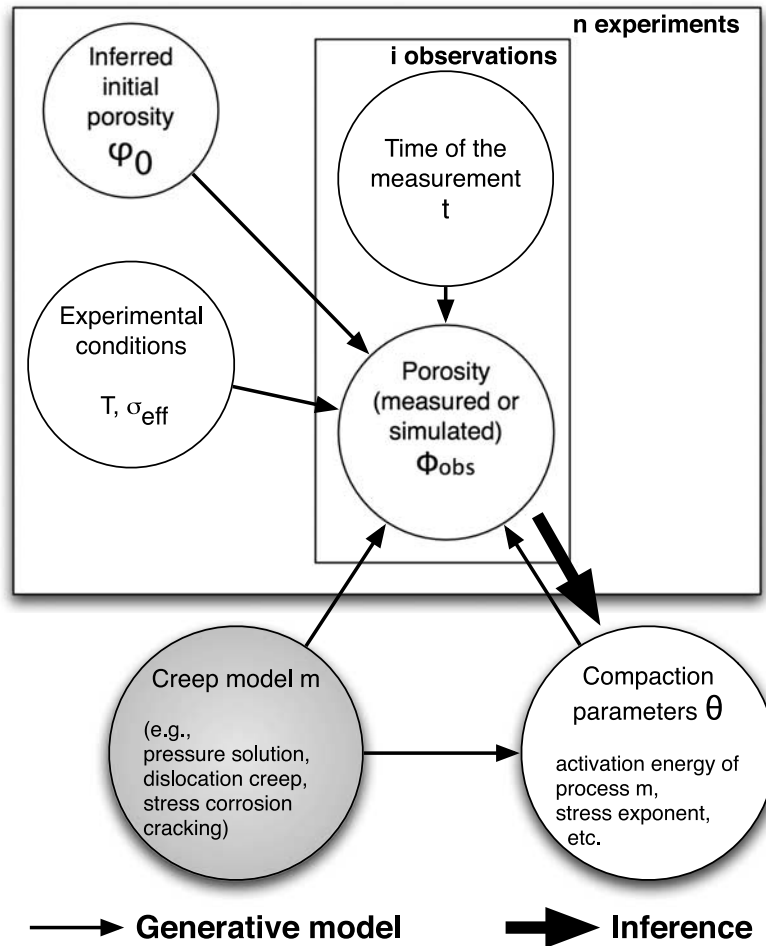 n experiments
i observations
Inferred
initial
porosity
φ0
Time of the
measurement
t
Experimental
conditions
T, σeff
Porosity
(measured or
simulated)
Φobs
Creep model m
(e.g.,
pressure solution,
dislocation creep,
stress corrosion
cracking)
Compaction
parameters θ
activation energy of
process m,
stress exponent,
etc.
Generative model
Inference